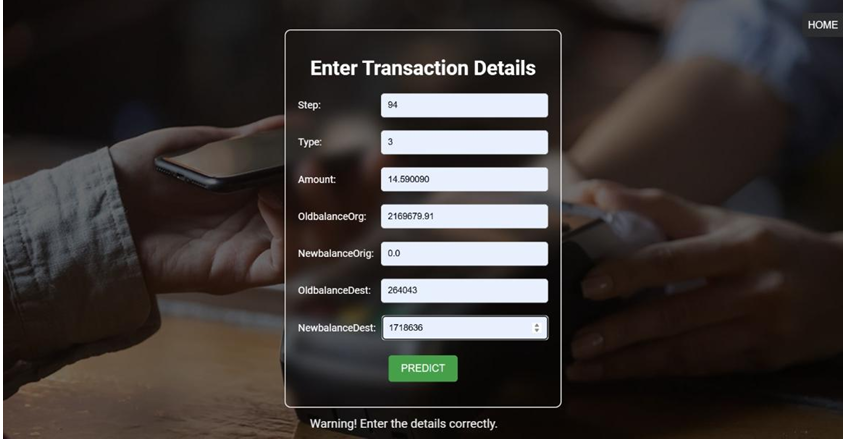 HOME
Enter Transaction Details
Step: 94
Type: 3
Amount: 14.590090
OldbalanceOrg: 2169679.91
NewbalanceOrig: 0.0
OldbalanceDest: 264043
NewbalanceDest: 1718636
PREDICT
Warning! Enter the details correctly.